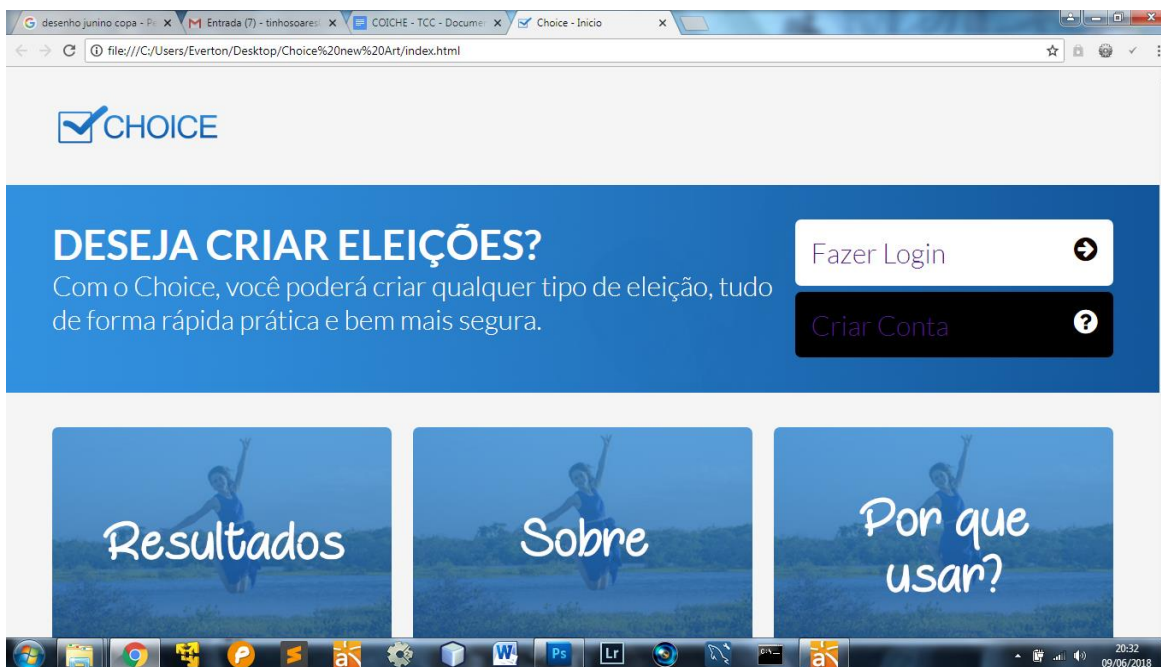 desenho junino copa - P
Entrada (7) - tinhosoares
COICHE - TCC - Docume
Choice - Inicio
file:///C:/Users/Everton/Desktop/Choice%20new%20Art/index.html
CHOICE
DESEJA CRIAR ELEIÇÕES?
Com o Choice, você poderá criar qualquer tipo de eleição, tudo
de forma rápida prática e bem mais segura.
Fazer Login
Criar Conta
Resultados
Sobre
Por que
usar?
Ps
Lr
20:32
09/06/2018